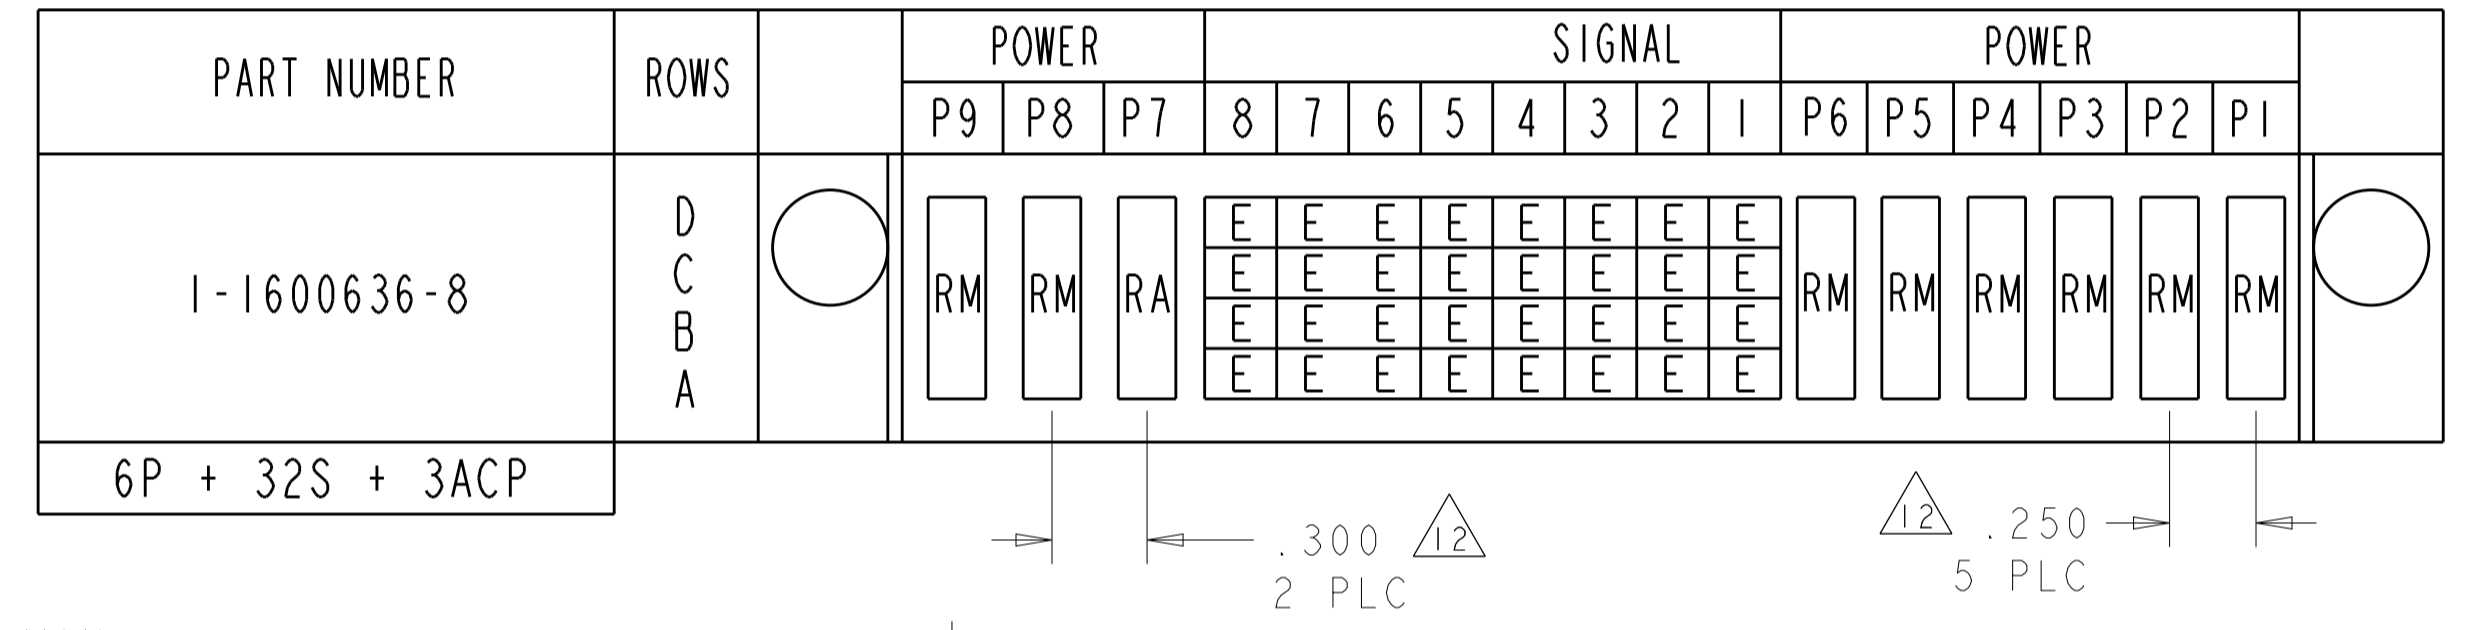 PART NUMBER ROWS POWER SIGNAL POWER
P9 P8 P7 8 7 6 5 4 3 2 1 P6 P5 P4 P3 P2 P1
D E E E E E E E E
C E E E E E E E E
1-1600636-8 RM RM RA RM RM RM RM RM RM
B E E E E E E E E
A E E E E E E E E
6P + 32S + 3ACP
.300 12
2 PLC
12 .250
5 PLC